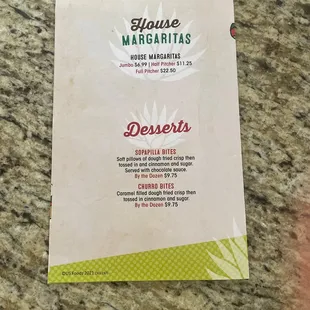 House
MARGARITAS
HOUSE MARGARITAS
Jumbo $6.99 | Half Pitcher $11.25
Full Pitcher $22.50
Desserts
SOPAPILLA BITES
Soft pillows of dough fried crisp then
tossed in and cinnamon and sugar.
Served with chocolate sauce.
By the Dozen $9.75
CHURRO BITES
Caramel filled dough fried then
tossed in cinnamon and sugar.
By the Dozen $9.75